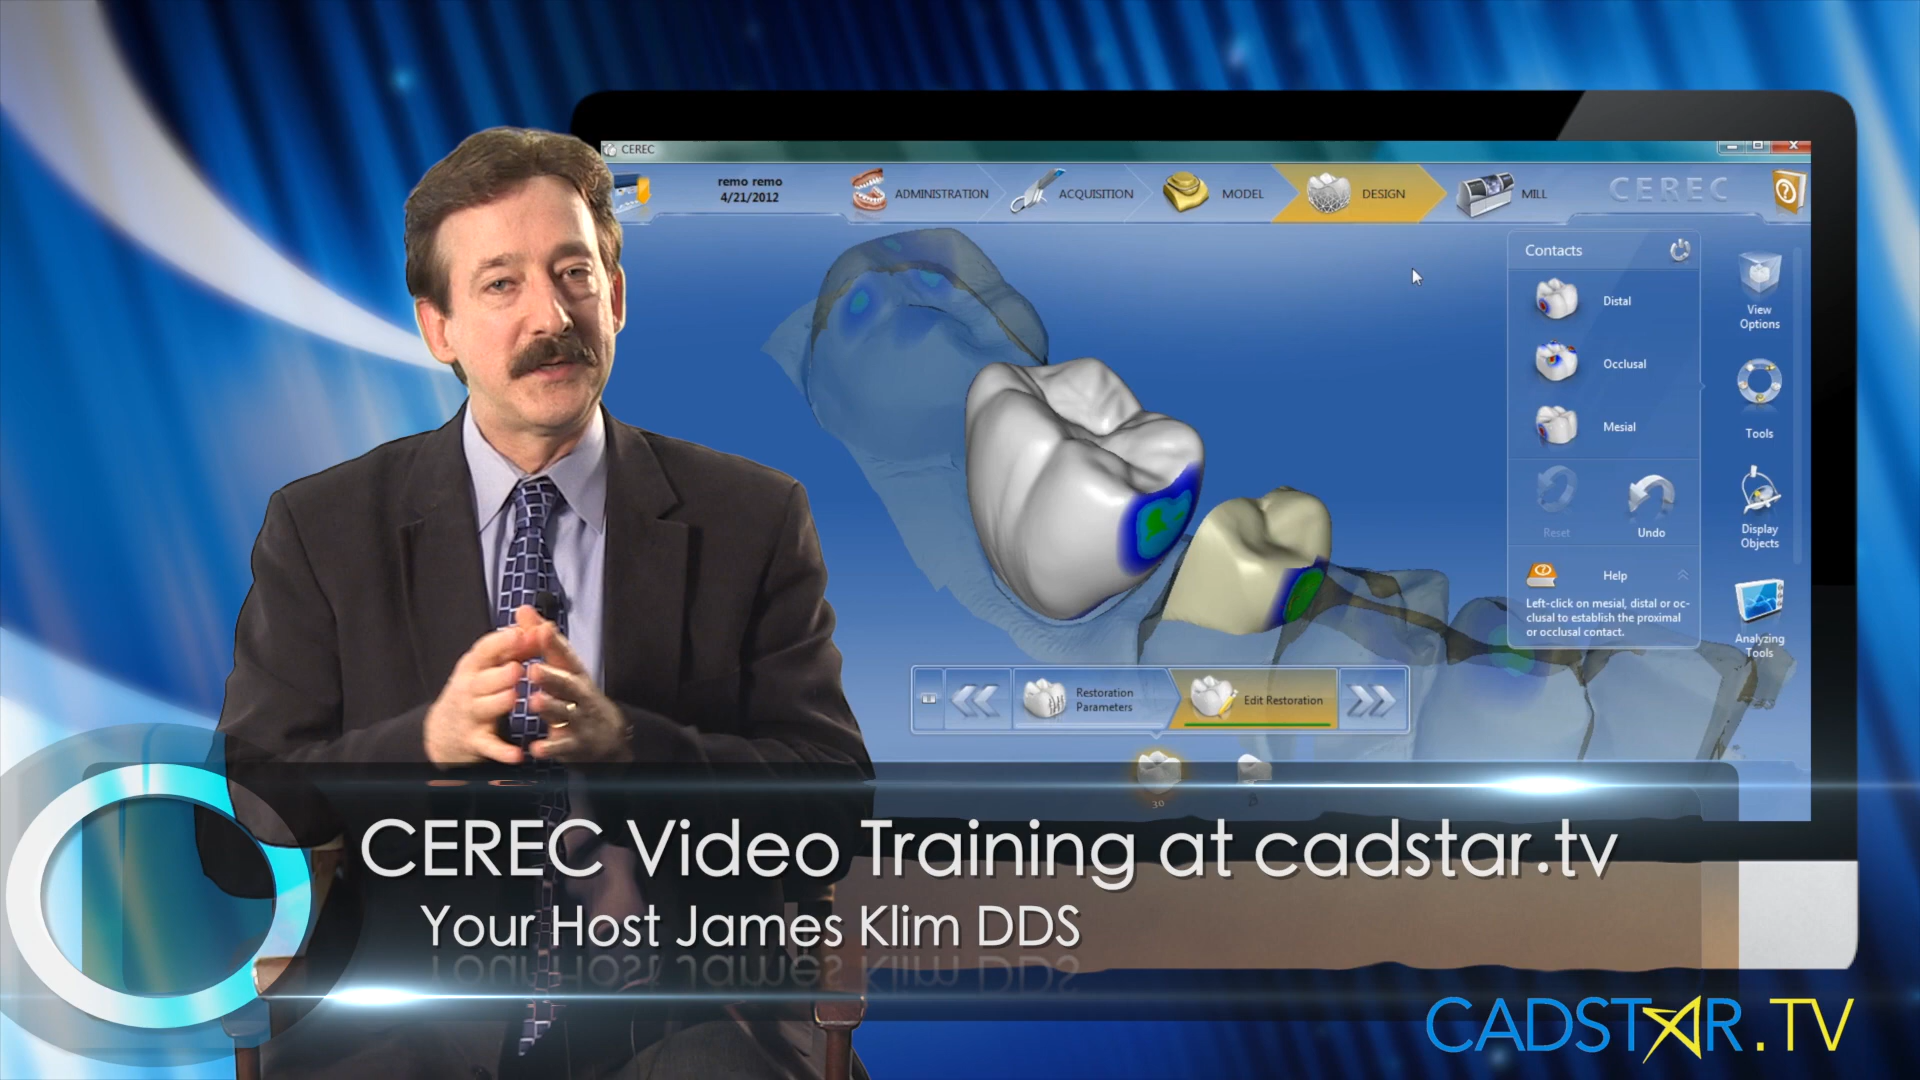 CEREC
remo remo
4/21/2012
ADMINISTRATION
ACQUISITION
MODEL
DESIGN
MILL
CEREC
Contacts
Distal
Occlusal
Mesial
Reset
Undo
Help
Left-click on mesial, distal or oc-
clusal to establish the proximal
or occlusal contact.
View
Options
Tools
Display
Objects
Analyzing
Tools
Restoration
Parameters
Edit Restoration
30
CEREC Video Training at cadstar.tv
Your Host James Klim DDS
CADSTAR.TV